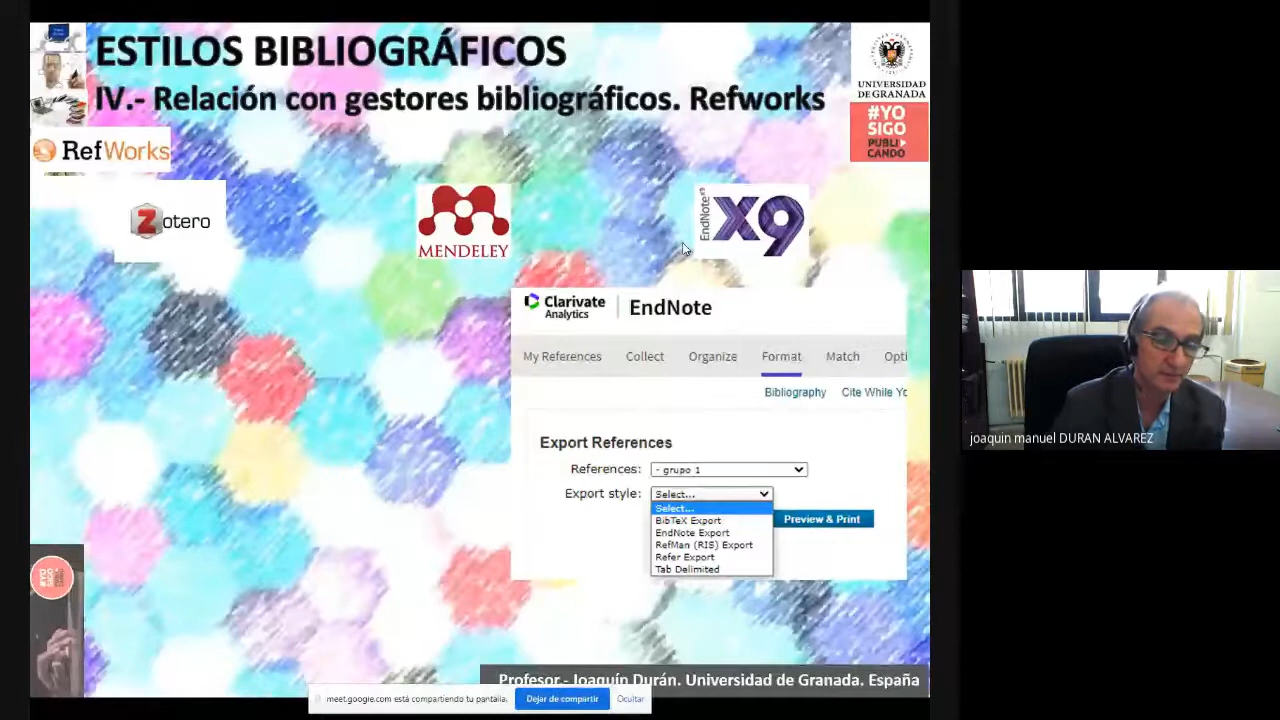 ESTILOS BIBLIOGRÁFICOS
IV.- Relación con gestores bibliográficos. Refworks
UNIVERSIDAD
DE GRANADA
#YO
SIGO
PUBLI
CANDO
RefWorks
Zotero
MENDELEY
EndNote X9
Clarivate
Analytics
EndNote
My References Collect Organize Format Match Opti
Bibliography Cite While Yo
Export References
References: - grupo 1
Export style: Select...
Select...
BibTeX Export
EndNote Export
RefMan (RIS) Export
Refer Export
Tab Delimited
Preview & Print
joaquin manuel DURAN ALVAREZ
Profesor.- Joaquín Durán. Universidad de Granada. España
meet.google.com está compartiendo tu pantalla.
Dejar de compartir
Ocultar